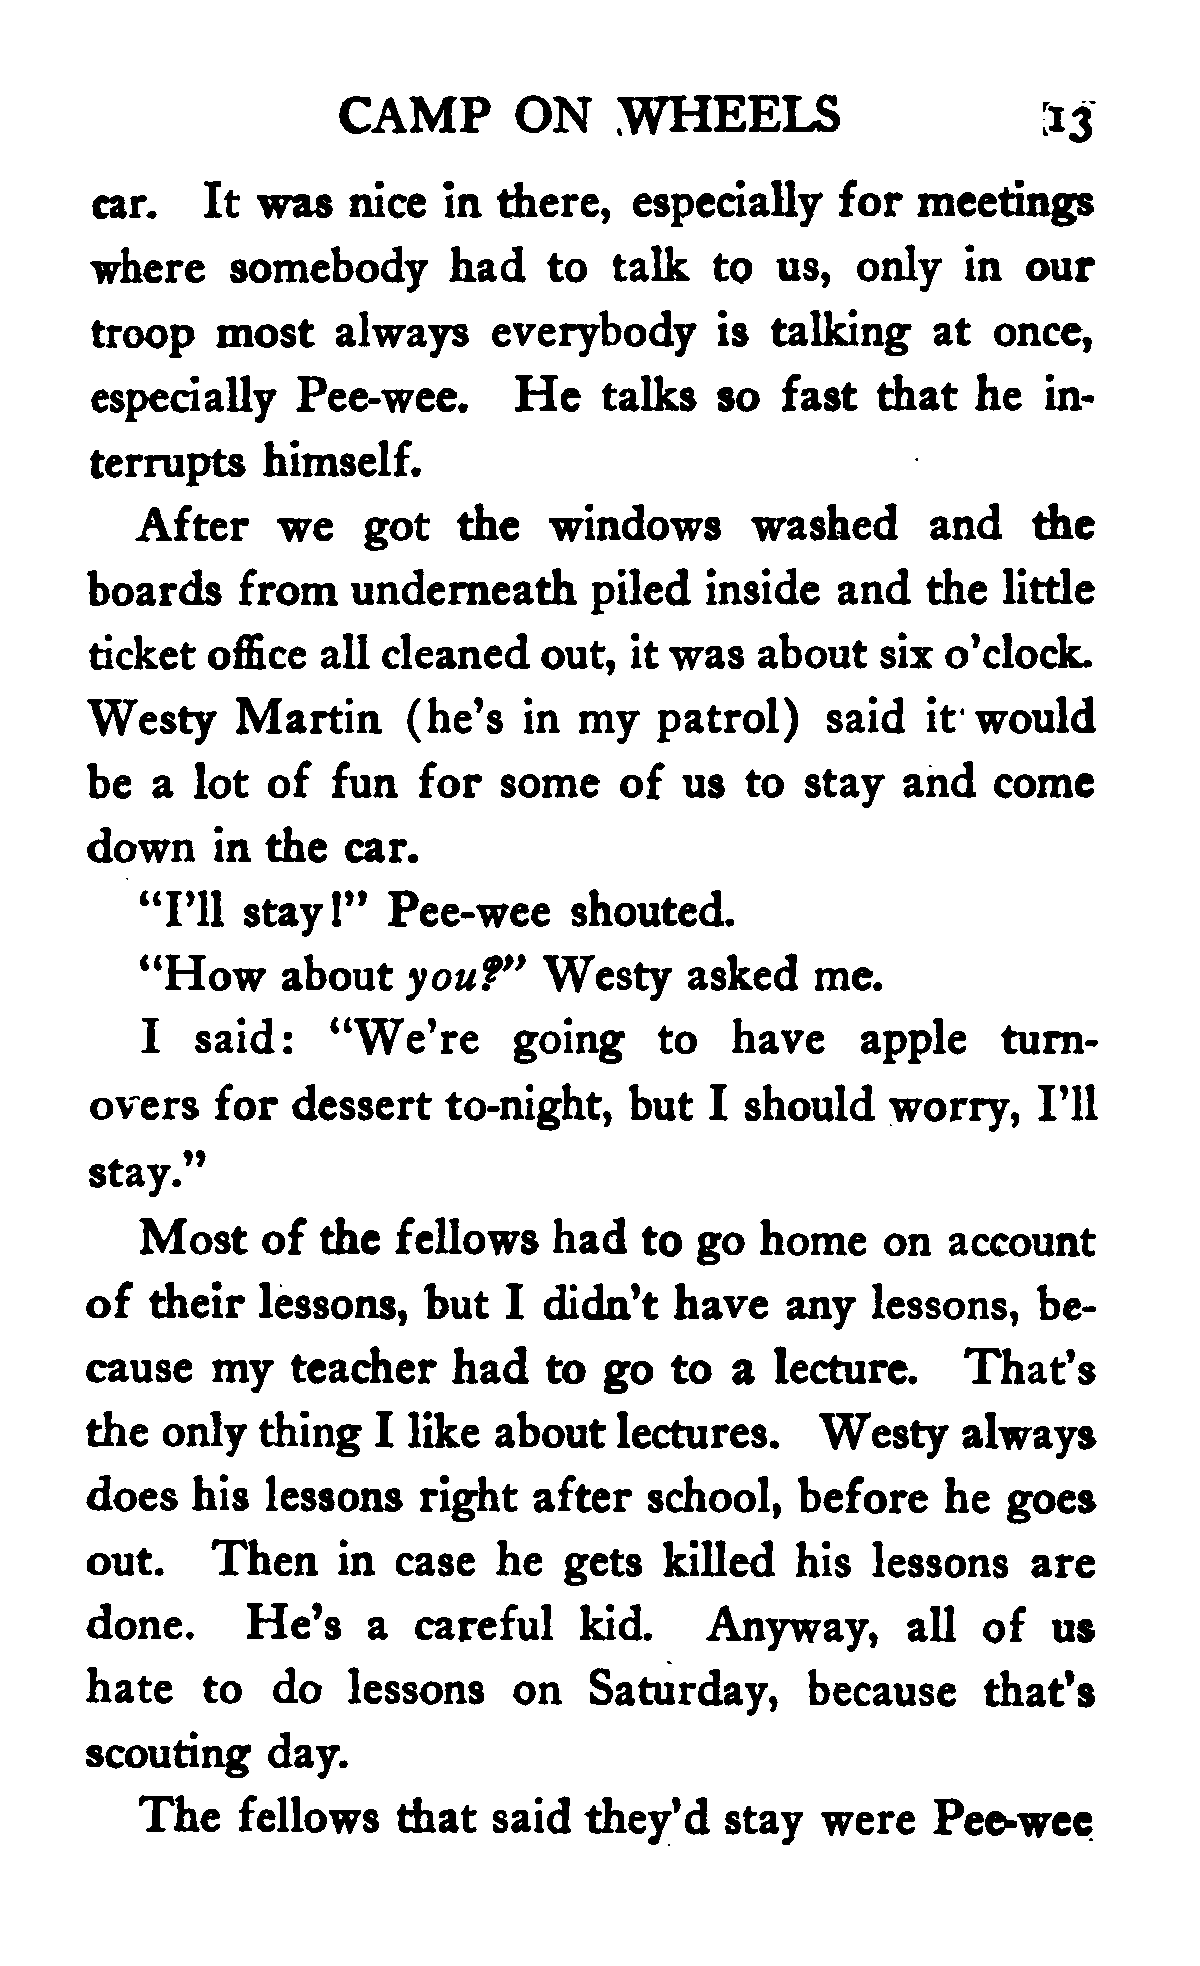 CAMP ON WHEELS 13
car. It was nice in there, especially for meetings
where somebody had to talk to us, only in our
troop most always everybody is talking at once,
especially Pee-wee. He talks so fast that he in-
terrupts himself.
After we got the windows washed and the
boards from underneath piled inside and the little
ticket office all cleaned out, it was about six o'clock.
Westy Martin (he's in my patrol) said it would
be a lot of fun for some of us to stay and come
down in the car.
"I'll stay!" Pee-wee shouted.
"How about you?" Westy asked me.
I said: "We're going to have apple turn-
overs for dessert to-night, but I should worry, I'll
stay."
Most of the fellows had to go home on account
of their lessons, but I didn't have any lessons, be-
cause my teacher had to go to a lecture. That's
the only thing I like about lectures. Westy always
does his lessons right after school, before he goes
out. Then in case he gets killed his lessons are
done. He's a careful kid. Anyway, all of us
hate to do lessons on Saturday, because that's
scouting day.
The fellows that said they'd stay were Pee-wee